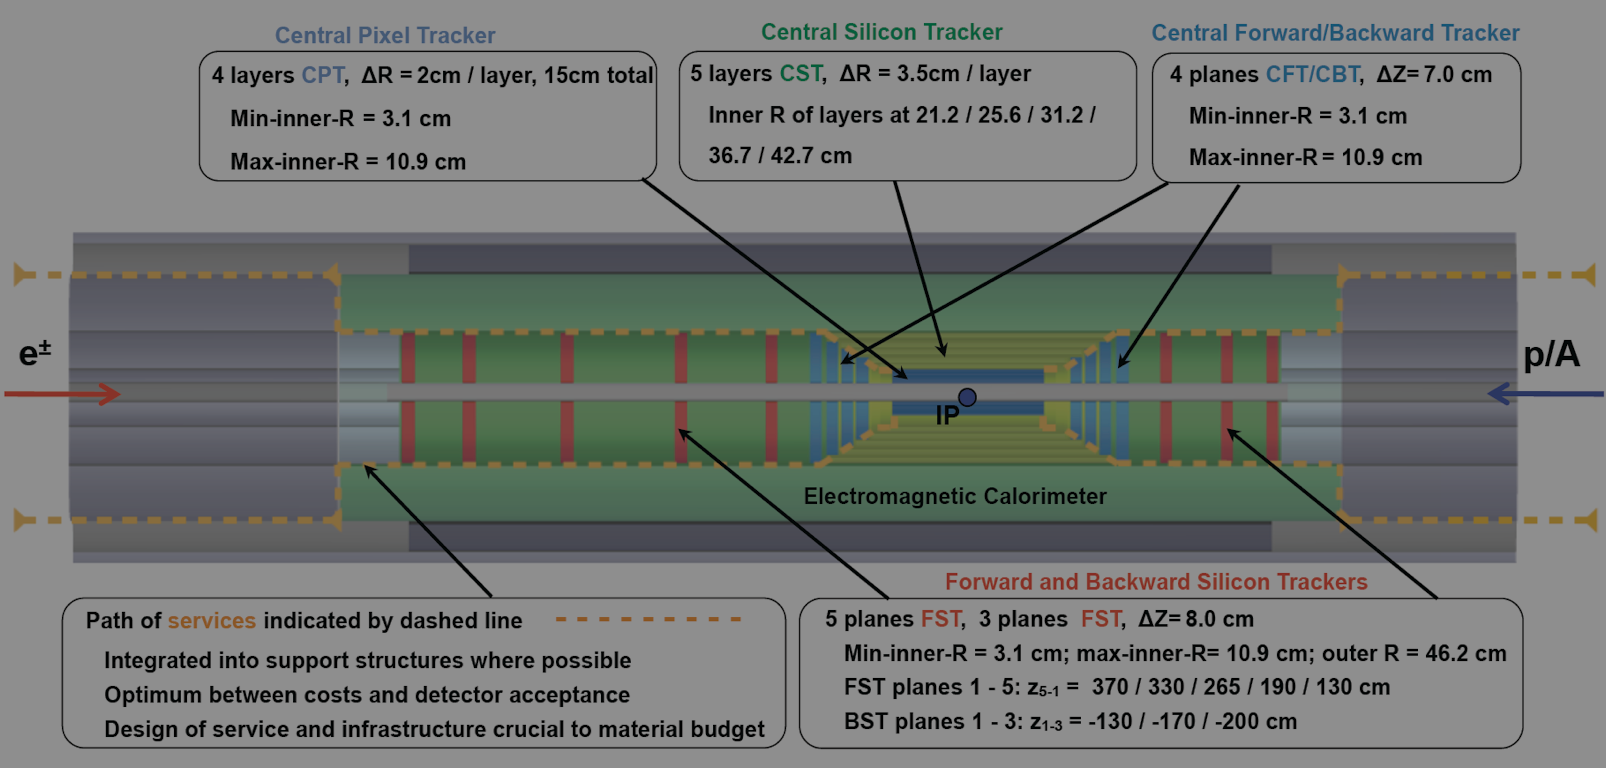 Central Pixel Tracker
4 layers CPT, ΔR = 2cm / layer, 15cm total
Min-inner-R = 3.1 cm
Max-inner-R = 10.9 cm
Central Silicon Tracker
5 layers CST, ΔR = 3.5cm / layer
Inner R of layers at 21.2 / 25.6 / 31.2 /
36.7 / 42.7 cm
Central Forward/Backward Tracker
4 planes CFT/CBT, ΔZ= 7.0 cm
Min-inner-R = 3.1 cm
Max-inner-R = 10.9 cm
e±
p/A
IP
Electromagnetic Calorimeter
Path of services indicated by dashed line
Integrated into support structures where possible
Optimum between costs and detector acceptance
Design of service and infrastructure crucial to material budget
Forward and Backward Silicon Trackers
5 planes FST, 3 planes FST, ΔZ= 8.0 cm
Min-inner-R = 3.1 cm; max-inner-R= 10.9 cm; outer R = 46.2 cm
FST planes 1 - 5: z5-1 = 370 / 330 / 265 / 190 / 130 cm
BST planes 1 - 3: z1-3 = -130 / -170 / -200 cm